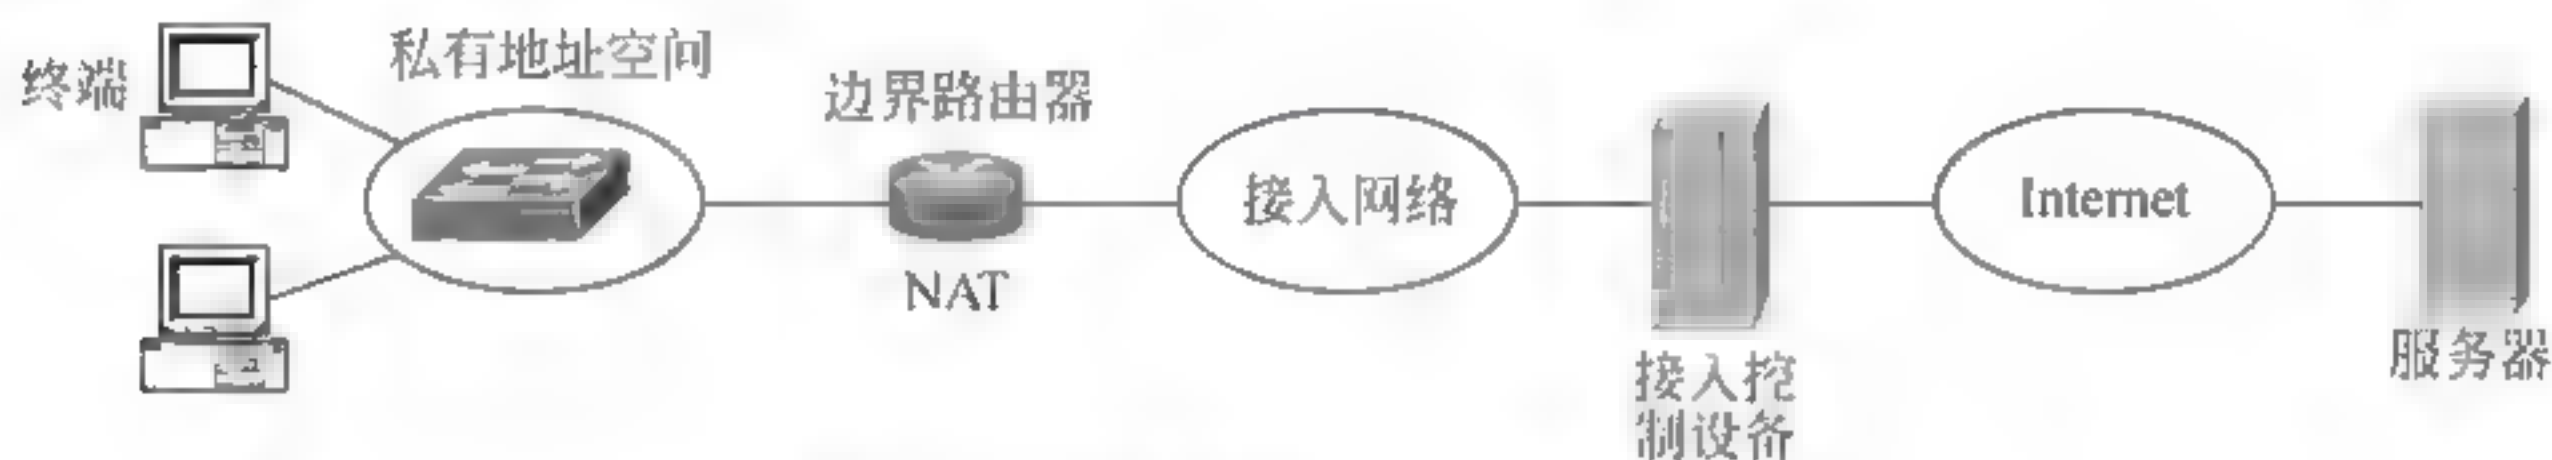 终端
私有地址空间
边界路由器
NAT
接入网络
接入控
制设备
Internet
服务器